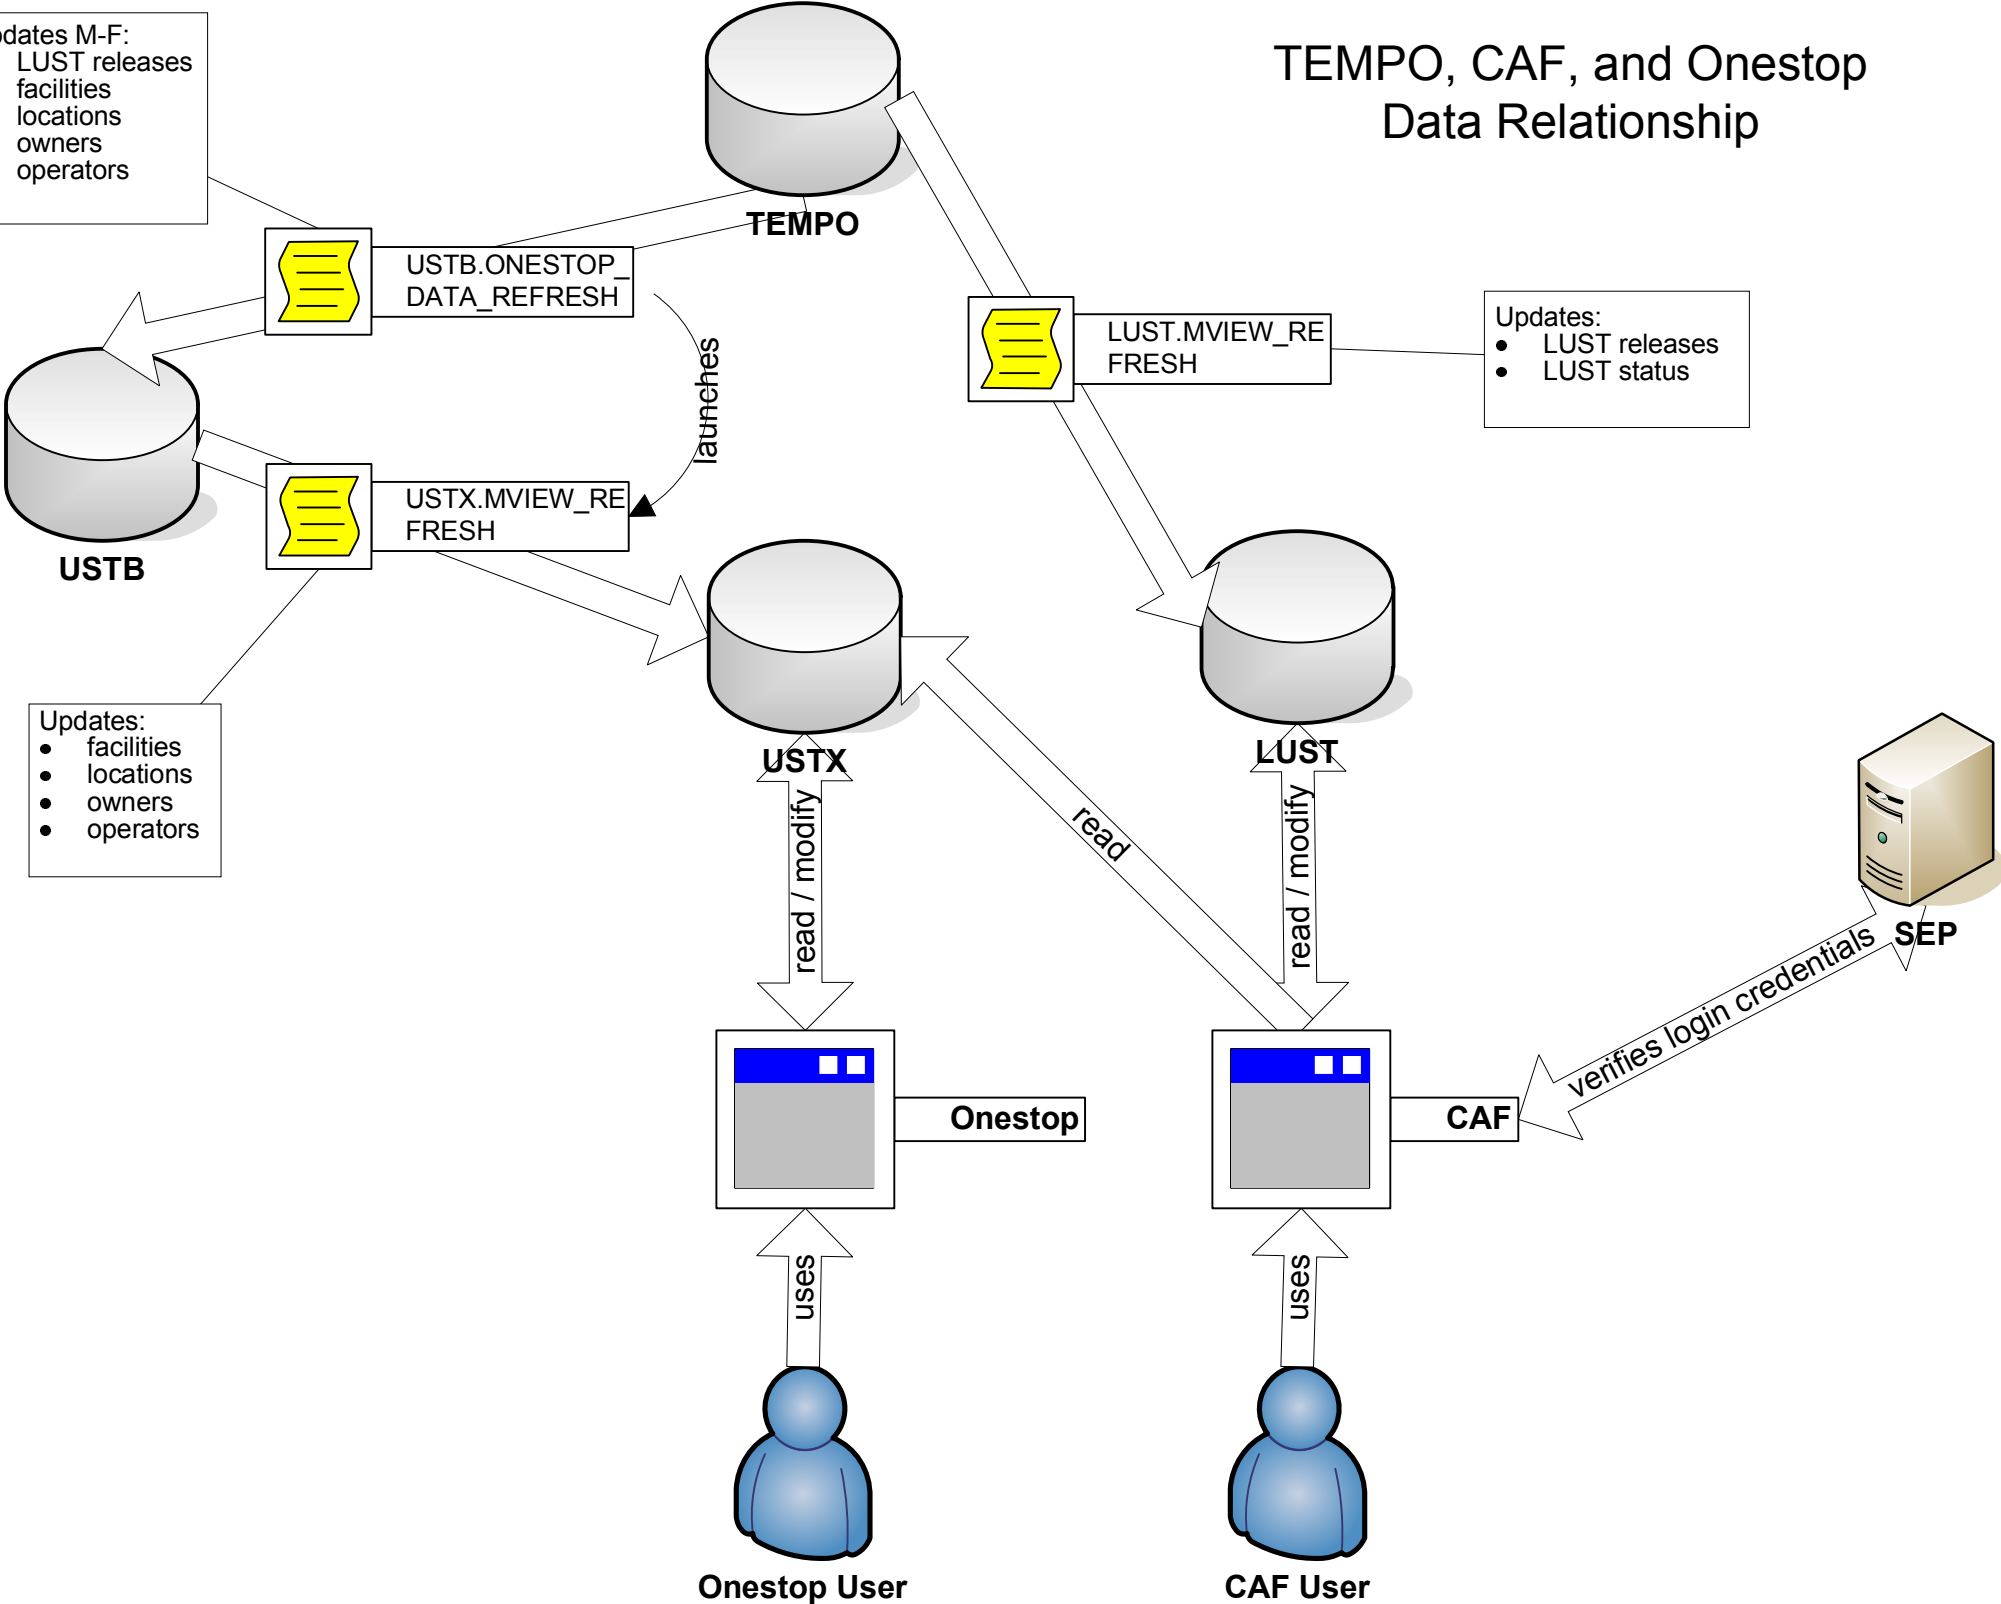 TEMPO, CAF, and Onestop
Data Relationship
M-F:
LUST releases
facilities
locations
owners
operators
TEMPO
USTB.ONESTOP_
DATA_REFRESH
launches
LUST.MVIEW_RE
FRESH
Updates:
• LUST releases
• LUST status
USTB
USTX.MVIEW_RE
FRESH
Updates:
• facilities
• locations
• owners
• operators
USTX
LUST
read / modify
read
read / modify
SEP
verifies login credentials
Onestop
CAF
uses
uses
Onestop User
CAF User